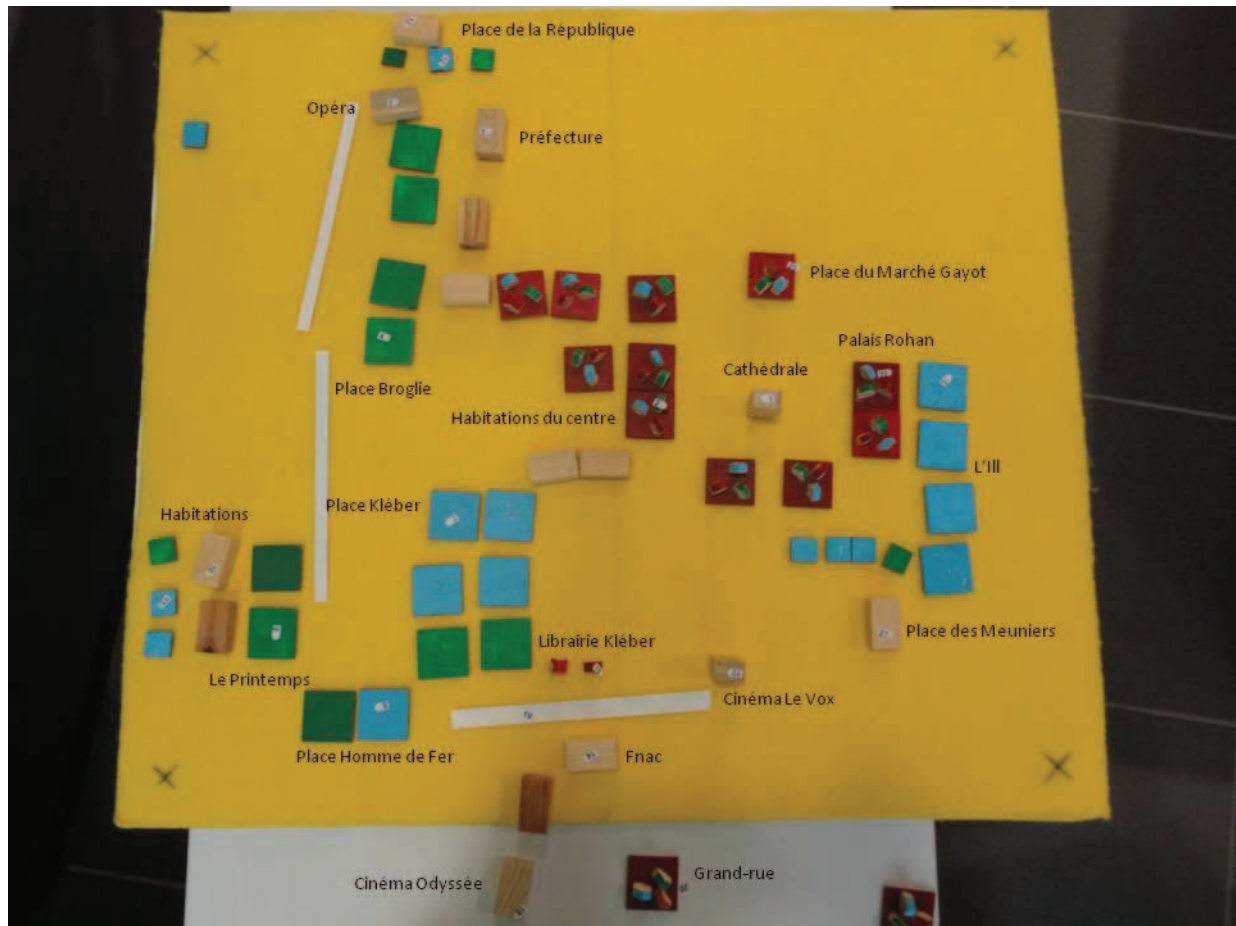 Place de la République
Opéra
Préfecture
Place du Marché Gayot
Palais Rohan
Cathédrale
Place Broglie
Habitations du centre
L'Ill
Place Kléber
Habitations
Place des Meuniers
Librairie Kléber
Le Printemps
Cinéma Le Vox
Place Homme de Fer
Fnac
Grand-rue
Cinéma Odyssée